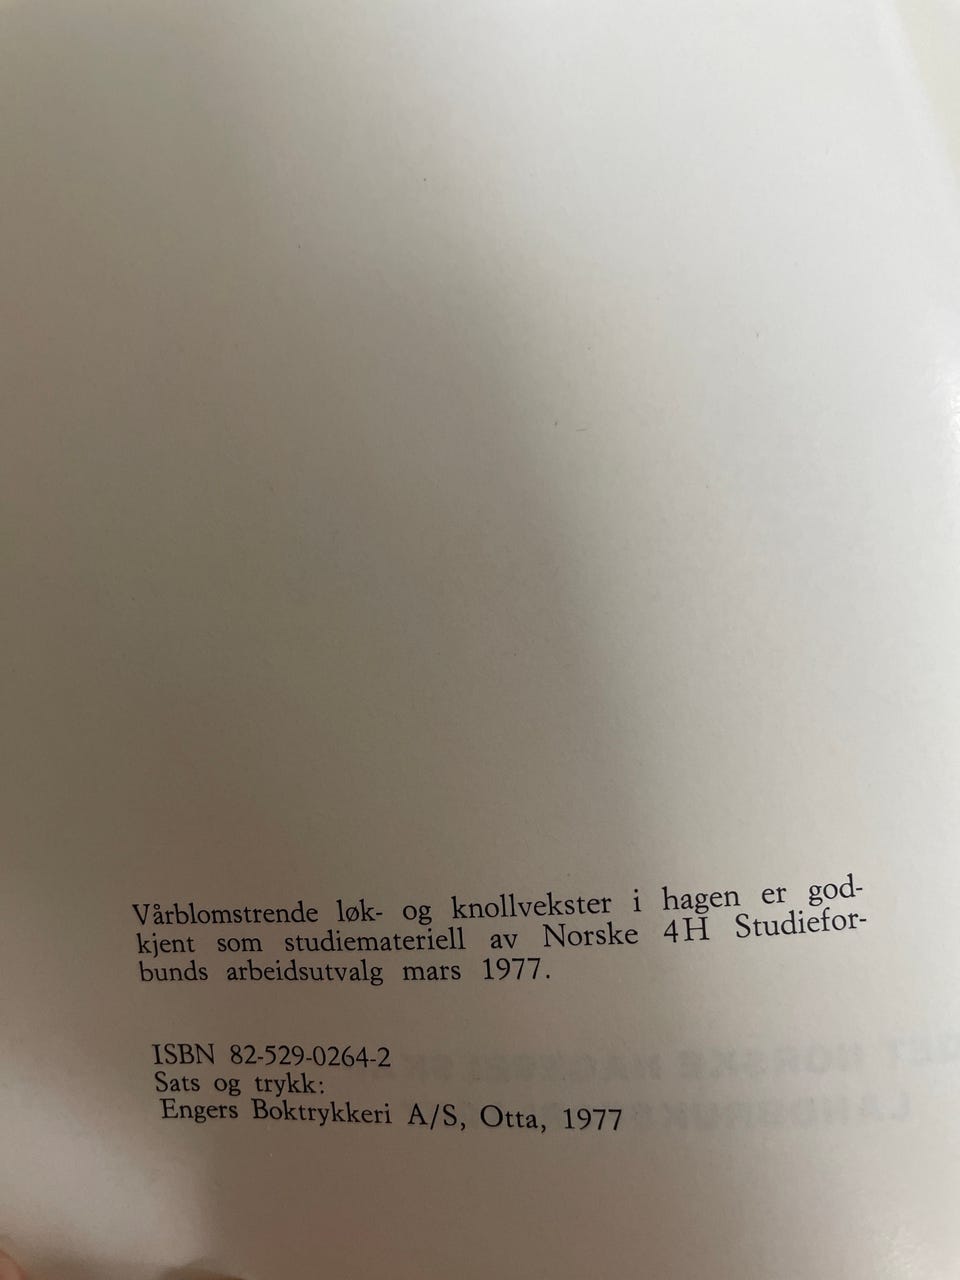 Vårblomstrende løk- og knollvekster i hagen er god-
kjent som studiemateriell av Norske 4H Studiefor-
bunds arbeidsutvalg mars 1977.
ISBN 82-529-0264-2
Sats og trykk:
Engers Boktrykkeri A/S, Otta, 1977